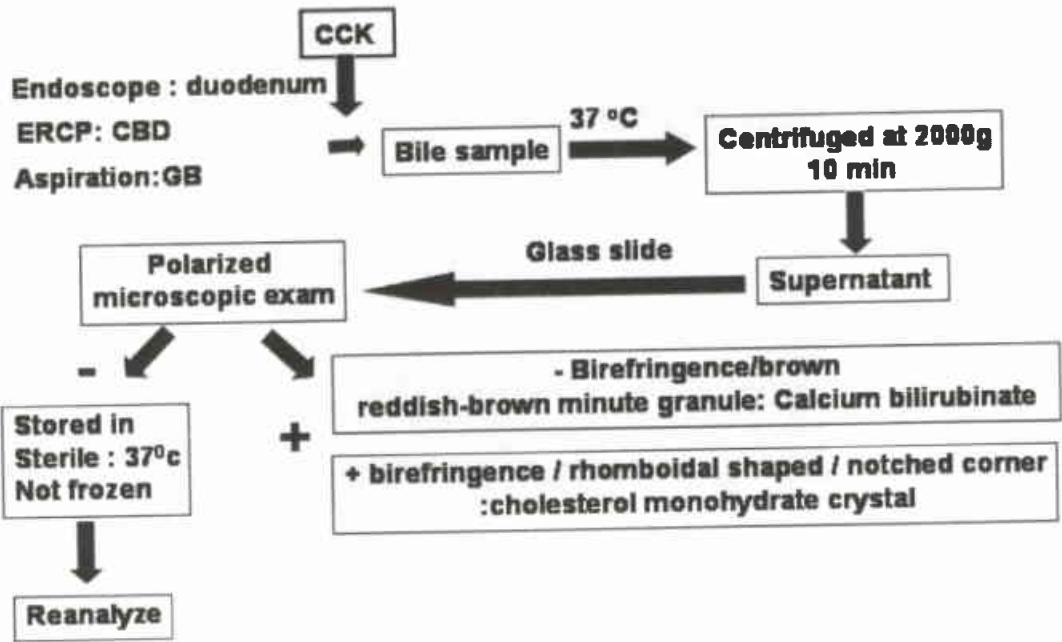 CCK
Endoscope : duodenum
ERCP: CBD
Aspiration:GB
Bile sample
37 ºC
Centrifuged at 2000g
10 min
Glass slide
Supernatant
Polarized
microscopic exam
-
+
Stored in
Sterile : 37⁰c
Not frozen
Reanalyze
- Birefringence/brown
reddish-brown minute granule: Calcium bilirubinate
+ birefringence / rhomboidal shaped / notched corner
:cholesterol monohydrate crystal